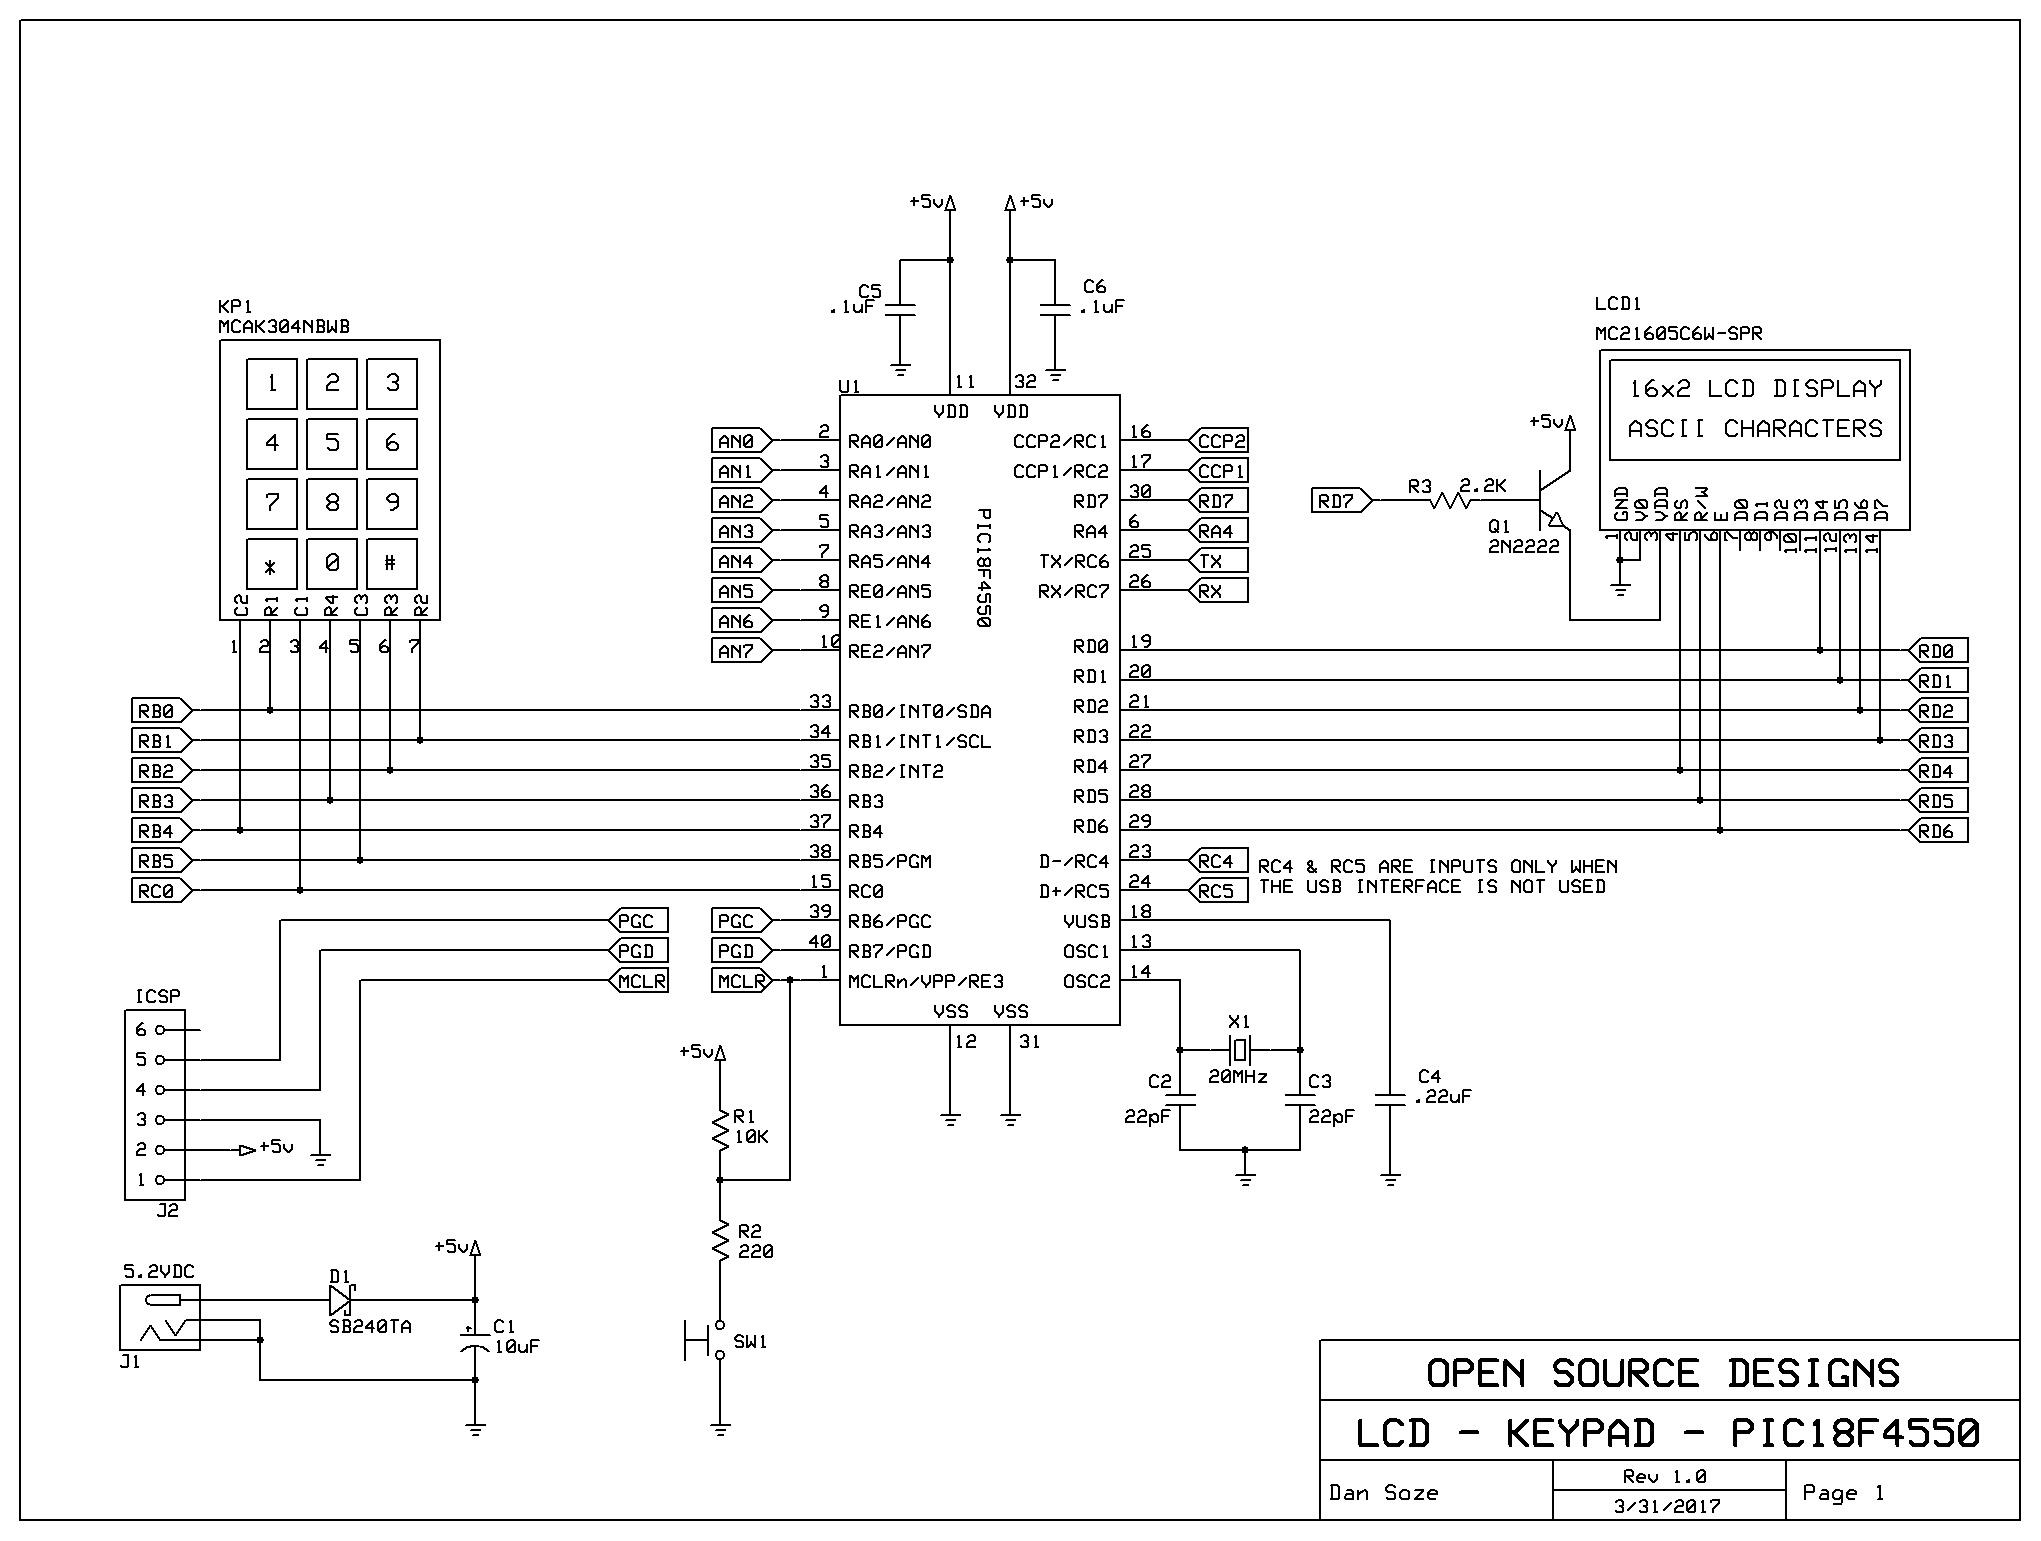 +5v
+5v
C5
.1uF
C6
.1uF
KP1
MCAK304NBWB
1 2 3
4 5 6
7 8 9
* 0 #
C2 R1 C1 R4 C3 R3 R2
1 2 3 4 5 6 7
LCD1
MC21605C6W-SPR
16x2 LCD DISPLAY
ASCII CHARACTERS
GND V0 VDD RS R/W E D0 D1 D2 D3 D4 D5 D6 D7
1 2 3 4 5 6 7 8 9 10 11 12 13 14
+5v
RD7
R3 2.2K
Q1
2N2222
U1
11 32
VDD VDD
PIC18F4550
AN0 2 RA0/AN0
AN1 3 RA1/AN1
AN2 4 RA2/AN2
AN3 5 RA3/AN3
AN4 7 RA5/AN4
AN5 8 RE0/AN5
AN6 9 RE1/AN6
AN7 10 RE2/AN7
CCP2/RC1 16 CCP2
CCP1/RC2 17 CCP1
RD7 30 RD7
RA4 6 RA4
TX/RC6 25 TX
RX/RC7 26 RX
RD0 19 RD0
RD1 20 RD1
RD2 21 RD2
RD3 22 RD3
RD4 27 RD4
RD5 28 RD5
RD6 29 RD6
RB0 33 RB0/INT0/SDA
RB1 34 RB1/INT1/SCL
RB2 35 RB2/INT2
RB3 36 RB3
RB4 37 RB4
RB5 38 RB5/PGM
RC0 15 RC0
PGC PGC 39 RB6/PGC
PGD PGD 40 RB7/PGD
MCLR MCLR 1 MCLRn/VPP/RE3
D-/RC4 23 RC4
D+/RC5 24 RC5
RC4 & RC5 ARE INPUTS ONLY WHEN
THE USB INTERFACE IS NOT USED
VUSB 18
OSC1 13
OSC2 14
VSS VSS
12 31
ICSP
6
5
4
3
2 +5v
1
J2
+5v
R1
10K
R2
220
SW1
X1
20MHz
C2
22pF
C3
22pF
C4
.22uF
5.2VDC
J1
D1
SB240TA
+5v
+
C1
10uF
OPEN SOURCE DESIGNS
LCD - KEYPAD - PIC18F4550
Dan Soze
Rev 1.0
3/31/2017
Page 1